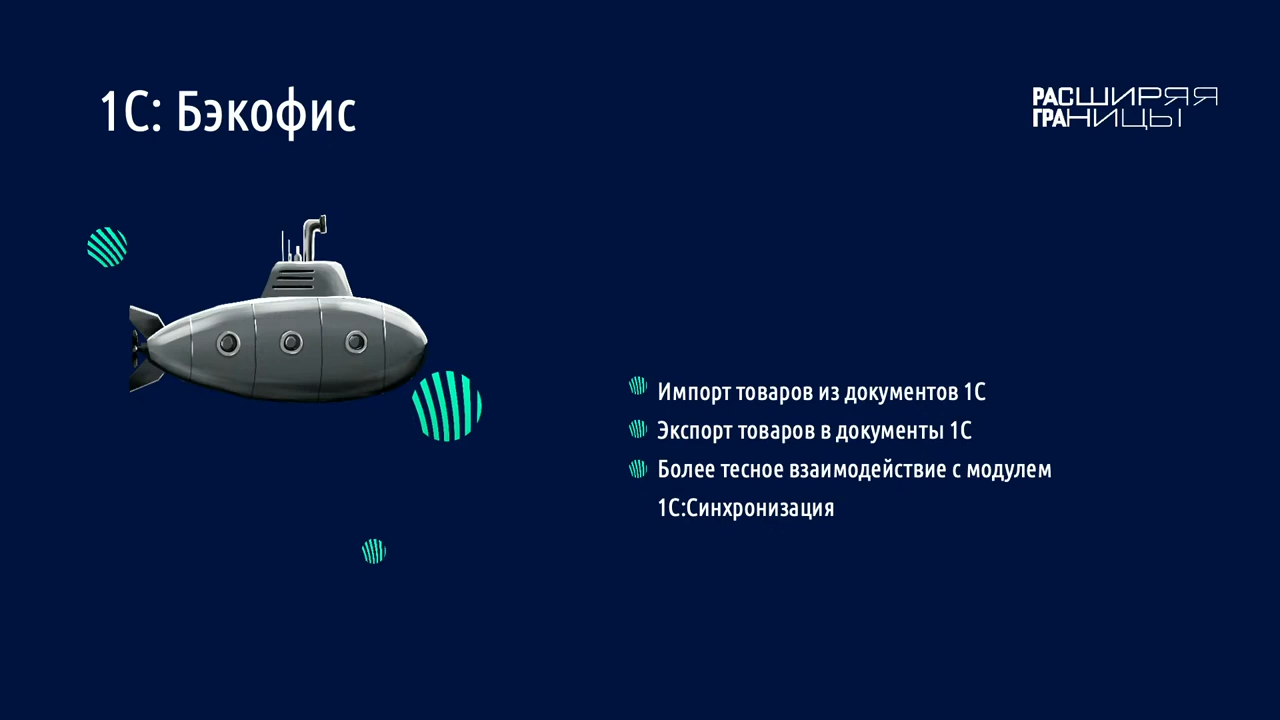 1С: Бэкофис
РАСШИРЯЯ
ГРАНИЦЫ
Импорт товаров из документов 1С
Экспорт товаров в документы 1С
Более тесное взаимодействие с модулем
1С:Синхронизация